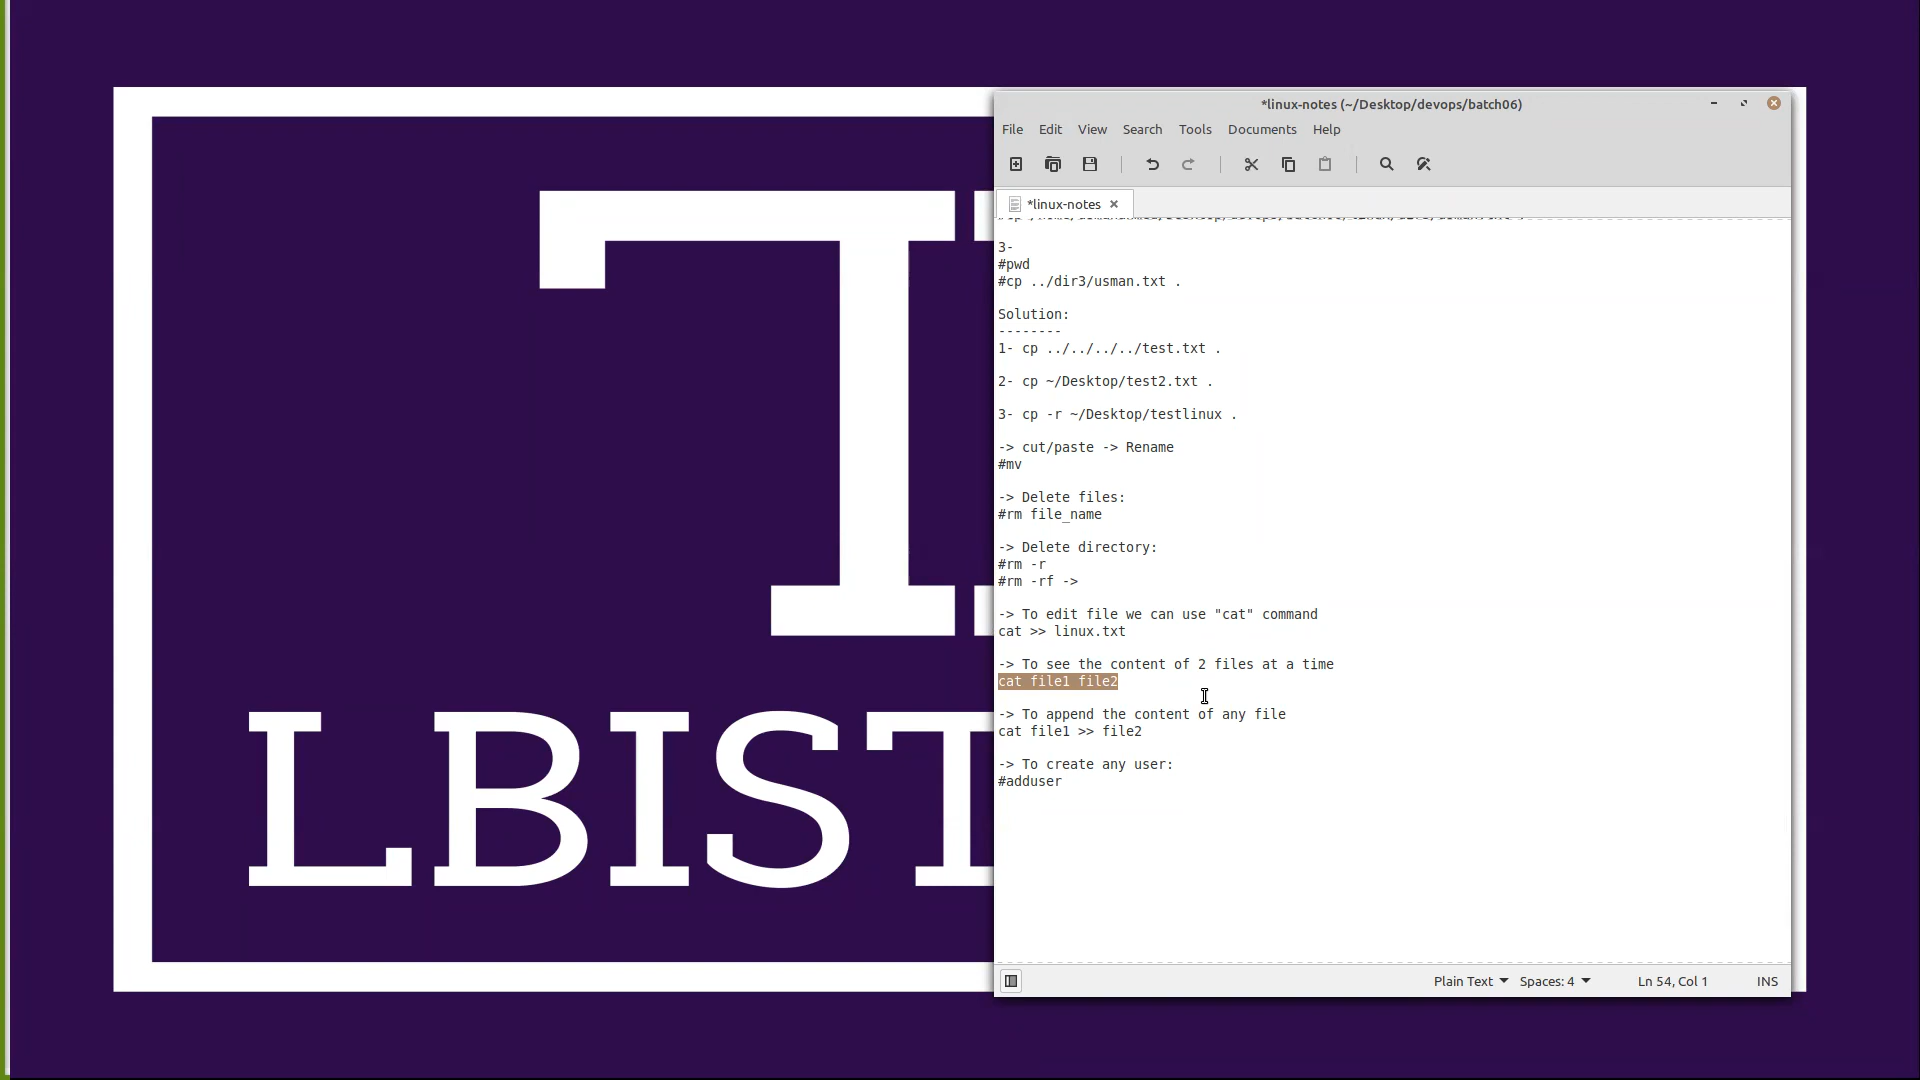 *linux-notes (~/Desktop/devops/batch06)
File Edit View Search Tools Documents Help
*linux-notes
3-
#pwd
#cp ../dir3/usman.txt .
Solution:
--------
1- cp ../../../../test.txt .
2- cp ~/Desktop/test2.txt .
3- cp -r ~/Desktop/testlinux .
-> cut/paste -> Rename
#mv
-> Delete files:
#rm file_name
-> Delete directory:
#rm -r
#rm -rf ->
-> To edit file we can use "cat" command
cat >> linux.txt
-> To see the content of 2 files at a time
cat file1 file2
-> To append the content of any file
cat file1 >> file2
-> To create any user:
#adduser
Plain Text Spaces: 4 Ln 54, Col 1 INS
LBIST